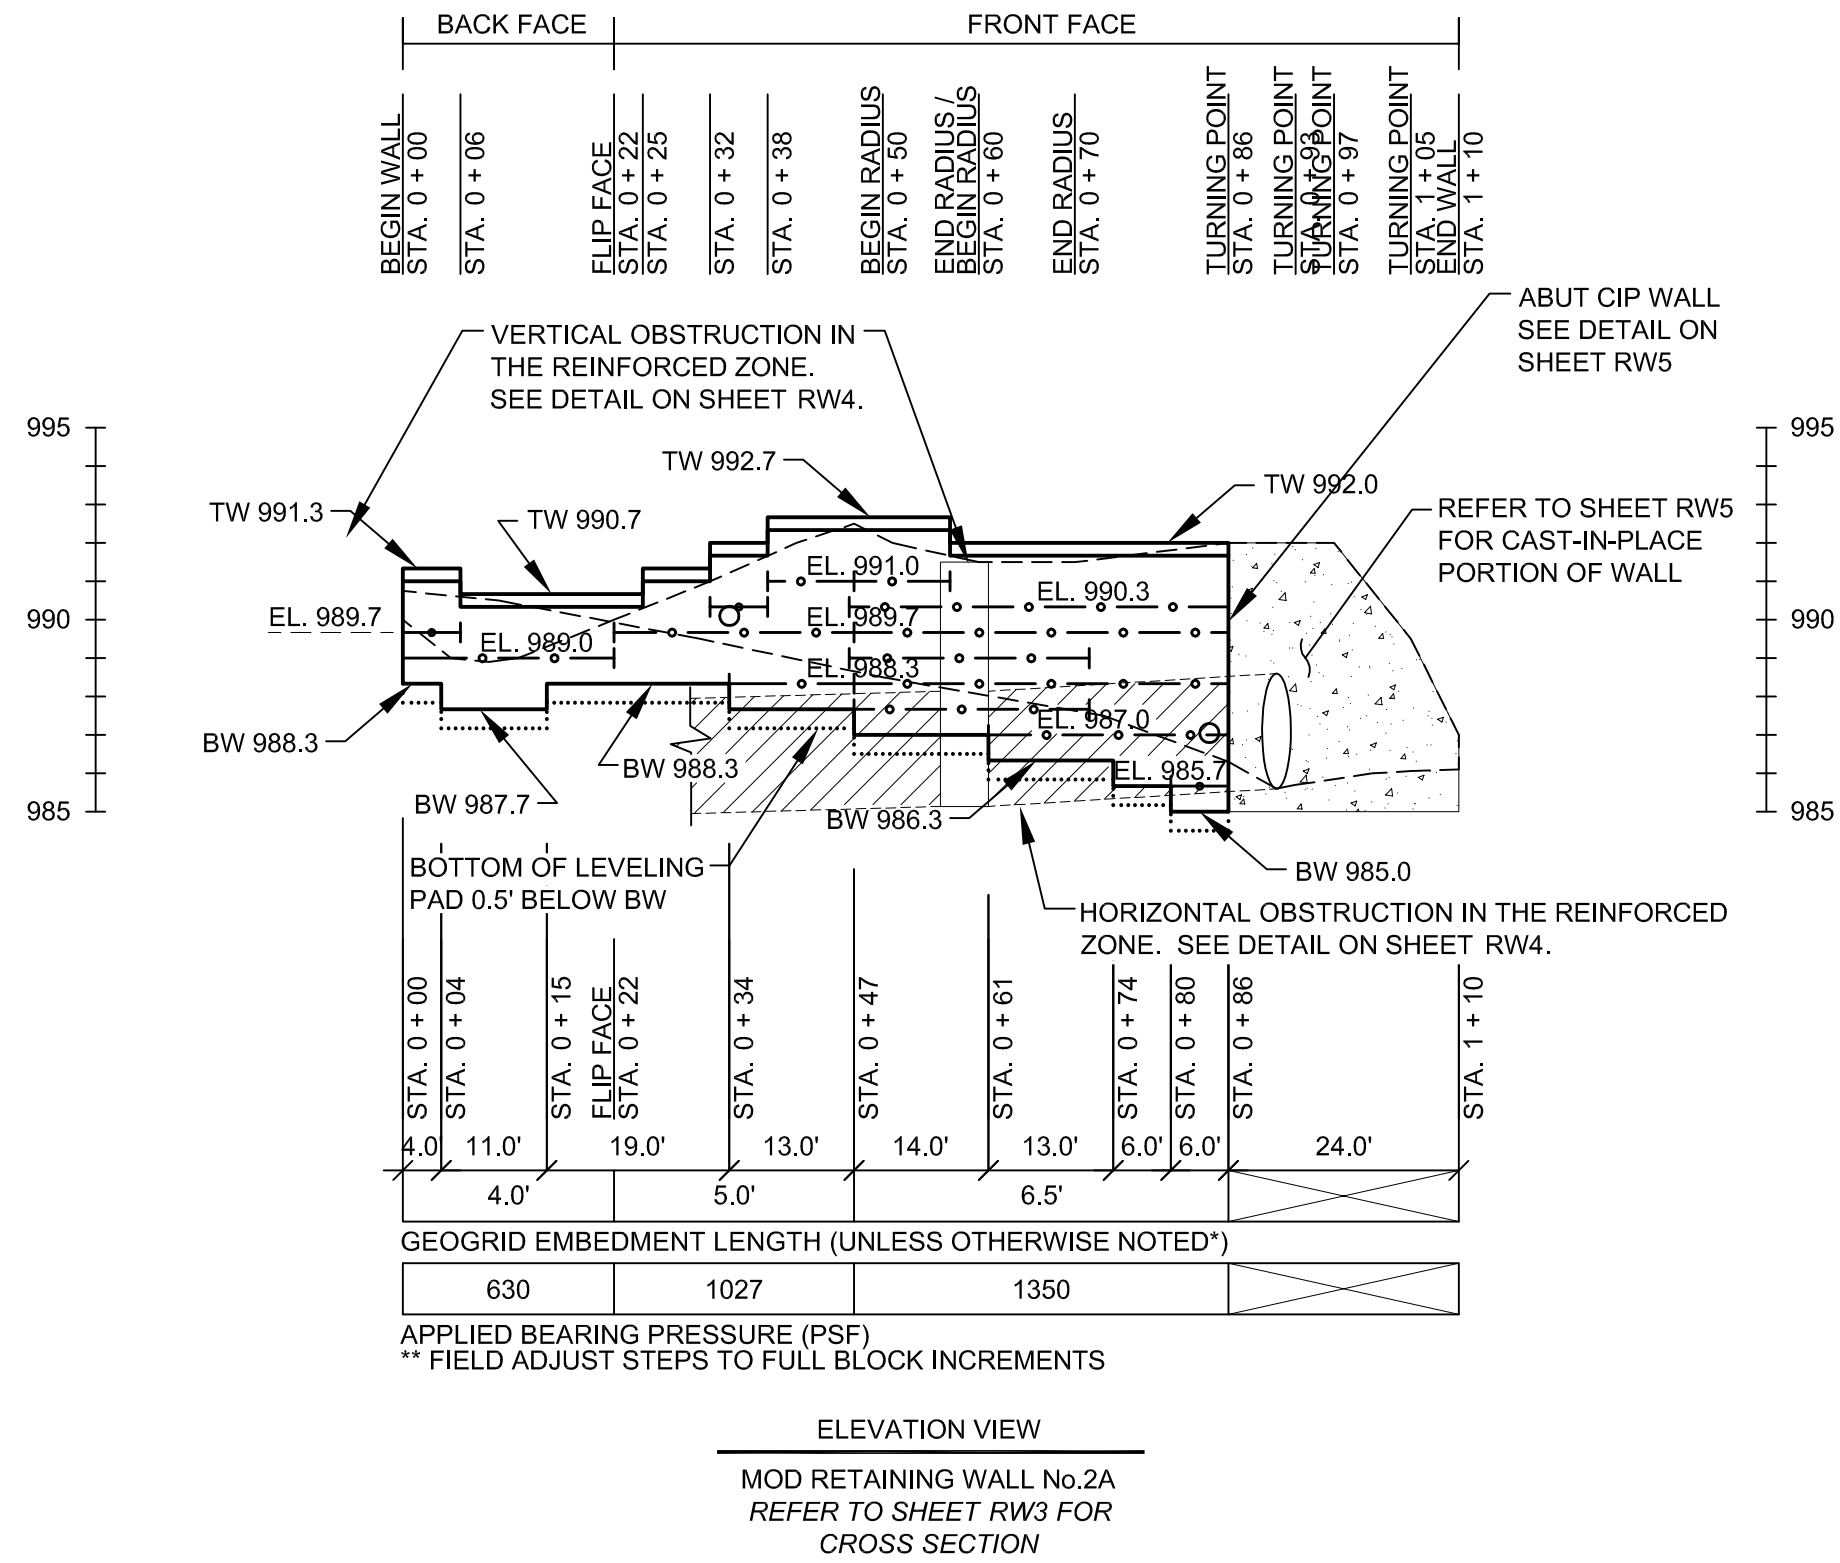 BACK FACE
FRONT FACE
BEGIN WALL
STA. 0 + 00
STA. 0 + 06
FLIP FACE
STA. 0 + 22
STA. 0 + 25
STA. 0 + 32
STA. 0 + 38
BEGIN RADIUS
STA. 0 + 50
END RADIUS /
BEGIN RADIUS
STA. 0 + 60
END RADIUS
STA. 0 + 70
TURNING POINT
STA. 0 + 86
TURNING POINT
STA. 0 + 93
TURNING POINT
STA. 0 + 97
TURNING POINT
STA. 1 + 05
END WALL
STA. 1 + 10
VERTICAL OBSTRUCTION IN
THE REINFORCED ZONE.
SEE DETAIL ON SHEET RW4.
ABUT CIP WALL
SEE DETAIL ON
SHEET RW5
995
995
TW 992.7
TW 992.0
TW 991.3
TW 990.7
REFER TO SHEET RW5
FOR CAST-IN-PLACE
PORTION OF WALL
EL. 991.0
EL. 990.3
EL. 989.7
EL. 989.7
990
990
EL. 989.0
EL. 988.3
EL. 987.0
BW 988.3
BW 988.3
EL. 985.7
BW 987.7
BW 986.3
985
985
BOTTOM OF LEVELING
PAD 0.5' BELOW BW
BW 985.0
HORIZONTAL OBSTRUCTION IN THE REINFORCED
ZONE. SEE DETAIL ON SHEET RW4.
STA. 0 + 00
STA. 0 + 04
STA. 0 + 15
FLIP FACE
STA. 0 + 22
STA. 0 + 34
STA. 0 + 47
STA. 0 + 61
STA. 0 + 74
STA. 0 + 80
STA. 0 + 86
STA. 1 + 10
4.0' 11.0' 19.0' 13.0' 14.0' 13.0' 6.0' 6.0' 24.0'
4.0' 5.0' 6.5'
GEOGRID EMBEDMENT LENGTH (UNLESS OTHERWISE NOTED*)
630 1027 1350
APPLIED BEARING PRESSURE (PSF)
** FIELD ADJUST STEPS TO FULL BLOCK INCREMENTS
ELEVATION VIEW
MOD RETAINING WALL No.2A
REFER TO SHEET RW3 FOR
CROSS SECTION